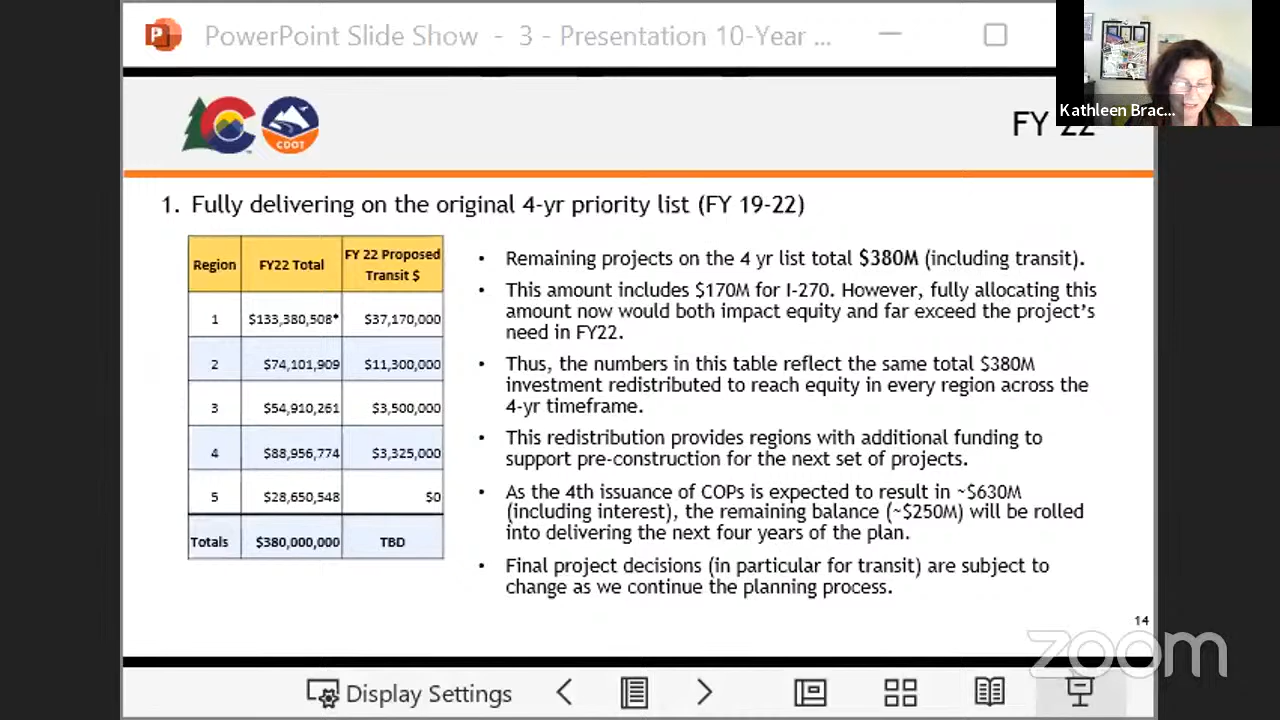 PowerPoint Slide Show - 3 - Presentation 10-Year ...
Kathleen Brac...
CDOT
FY 22
1. Fully delivering on the original 4-yr priority list (FY 19-22)
Region
FY22 Total
FY 22 Proposed
Transit $
1 $133,380,508* $37,170,000
2 $74,101,909 $11,300,000
3 $54,910,261 $3,500,000
4 $88,956,774 $3,325,000
5 $28,650,548 $0
Totals $380,000,000 TBD
• Remaining projects on the 4 yr list total $380M (including transit).
• This amount includes $170M for I-270. However, fully allocating this
amount now would both impact equity and far exceed the project's
need in FY22.
• Thus, the numbers in this table reflect the same total $380M
investment redistributed to reach equity in every region across the
4-yr timeframe.
• This redistribution provides regions with additional funding to
support pre-construction for the next set of projects.
• As the 4th issuance of COPs is expected to result in ~$630M
(including interest), the remaining balance (~$250M) will be rolled
into delivering the next four years of the plan.
• Final project decisions (in particular for transit) are subject to
change as we continue the planning process.
14
zoom
Display Settings